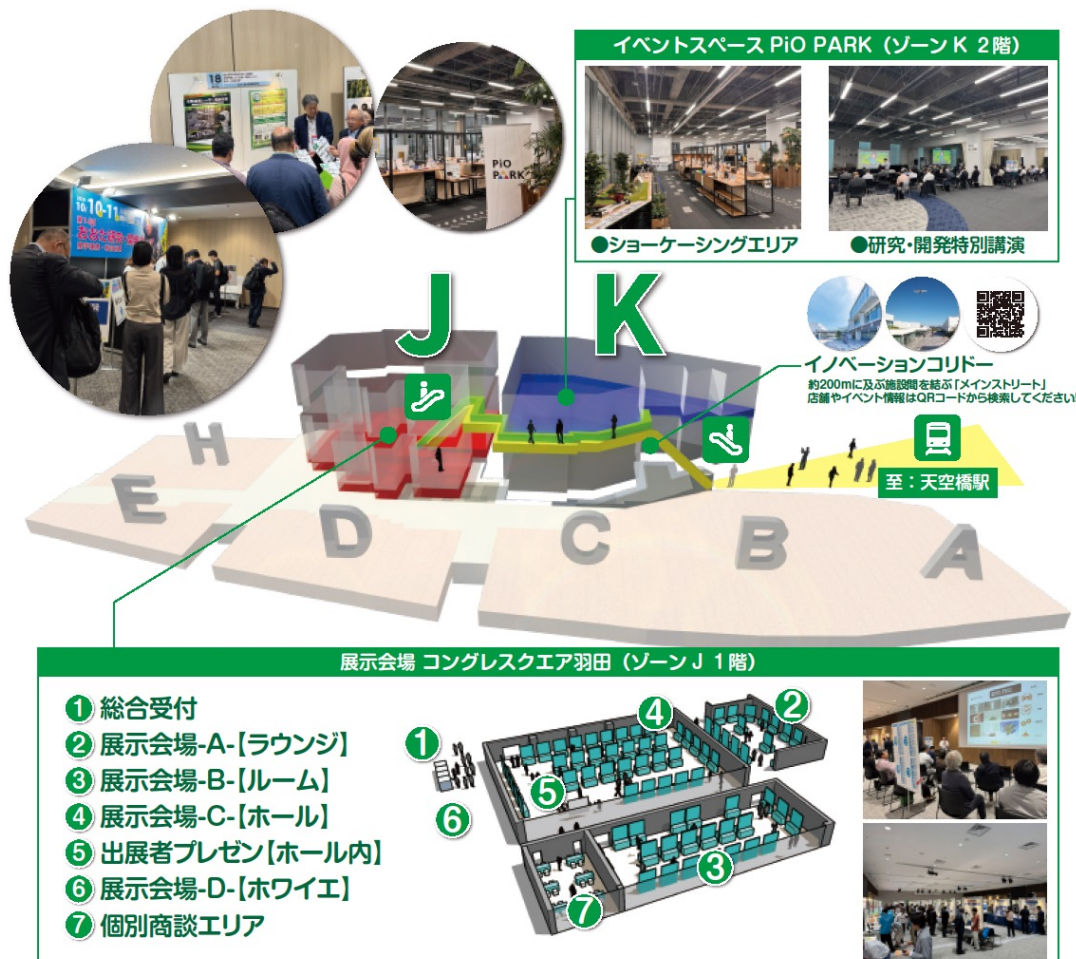 イベントスペース PiO PARK（ゾーン K 2階）
18
PiO
PARK
10-11
●ショーケーシングエリア
●研究・開発特別講演
J
K
イノベーションコリドー
約200mに及ぶ施設間を結ぶ「メインストリート」
店舗やイベント情報はQRコードから検索してください!
至：天空橋駅
H
E
D
C
B
A
展示会場 コングレスクエア羽田（ゾーン J 1階）
① 総合受付
② 展示会場-A-【ラウンジ】
③ 展示会場-B-【ルーム】
④ 展示会場-C-【ホール】
⑤ 出展者プレゼン【ホール内】
⑥ 展示会場-D-【ホワイエ】
⑦ 個別商談エリア
①
②
③
④
⑤
⑥
⑦